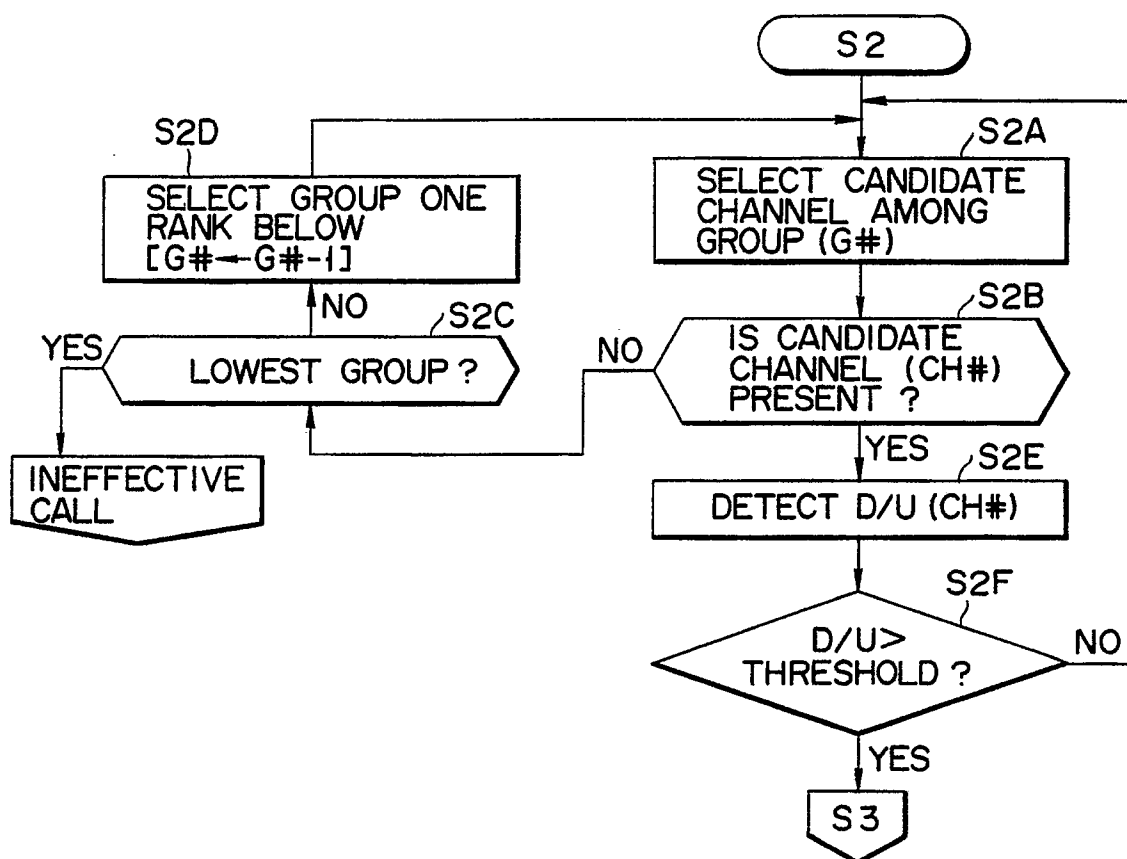 S2
S2A
SELECT CANDIDATE
CHANNEL AMONG
GROUP (G#)
S2D
SELECT GROUP ONE
RANK BELOW
[G#←G#-1]
NO
S2B
IS CANDIDATE
CHANNEL (CH#)
PRESENT ?
NO
YES
S2C
LOWEST GROUP ?
YES
INEFFECTIVE
CALL
S2E
DETECT D/U (CH#)
S2F
D/U>
THRESHOLD ?
NO
YES
S3